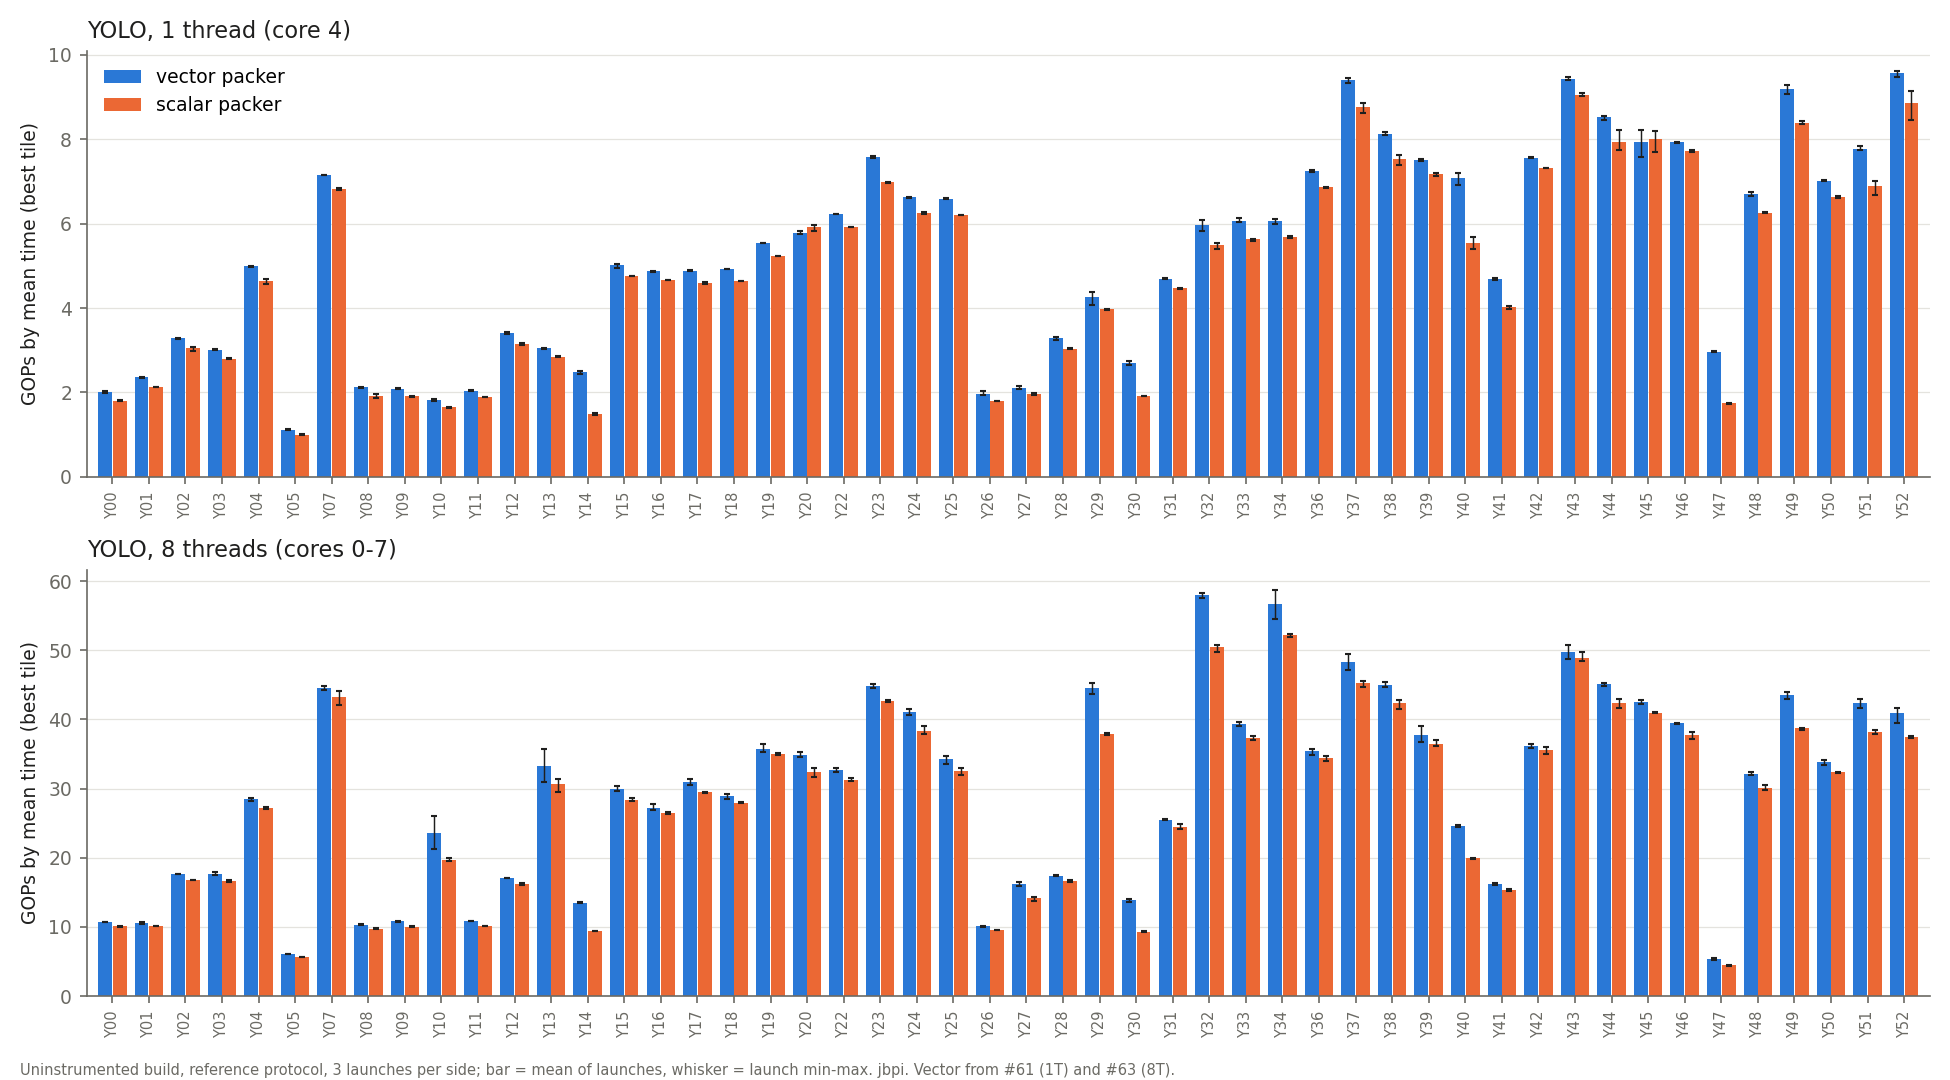 YOLO, 1 thread (core 4)
GOPs by mean time (best tile)
vector packer
scalar packer
10
8
6
4
2
0
Y00 Y01 Y02 Y03 Y04 Y05 Y07 Y08 Y09 Y10 Y11 Y12 Y13 Y14 Y15 Y16 Y17 Y18 Y19 Y20 Y22 Y23 Y24 Y25 Y26 Y27 Y28 Y29 Y30 Y31 Y32 Y33 Y34 Y36 Y37 Y38 Y39 Y40 Y41 Y42 Y43 Y44 Y45 Y46 Y47 Y48 Y49 Y50 Y51 Y52
YOLO, 8 threads (cores 0-7)
GOPs by mean time (best tile)
60
50
40
30
20
10
0
Y00 Y01 Y02 Y03 Y04 Y05 Y07 Y08 Y09 Y10 Y11 Y12 Y13 Y14 Y15 Y16 Y17 Y18 Y19 Y20 Y22 Y23 Y24 Y25 Y26 Y27 Y28 Y29 Y30 Y31 Y32 Y33 Y34 Y36 Y37 Y38 Y39 Y40 Y41 Y42 Y43 Y44 Y45 Y46 Y47 Y48 Y49 Y50 Y51 Y52
Uninstrumented build, reference protocol, 3 launches per side; bar = mean of launches, whisker = launch min-max. jbpi. Vector from #61 (1T) and #63 (8T).